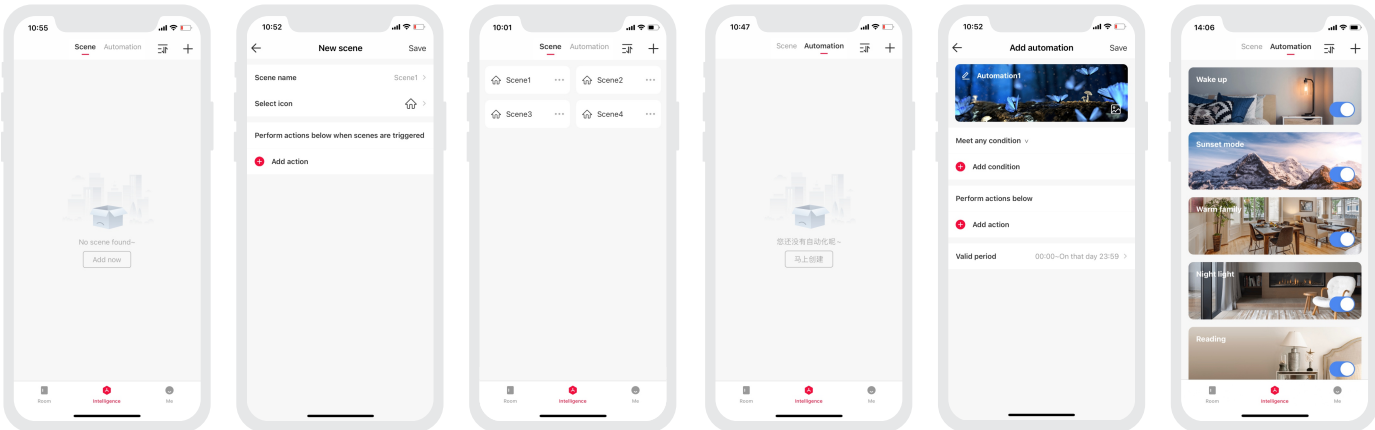 10:55
Scene Automation
No scene found~
Add now
Room Intelligence Me
10:52
New scene Save
Scene name Scene1
Select icon
Perform actions below when scenes are triggered
Add action
10:01
Scene Automation
Scene1 Scene2
Scene3 Scene4
Room Intelligence Me
10:47
Scene Automation
您还没有自动化呢~
马上创建
Room Intelligence Me
10:52
Add automation Save
Automation1
Meet any condition
Add condition
Perform actions below
Add action
Valid period 00:00~On that day 23:59
14:06
Scene Automation
Wake up
Sunset mode
Warm family
Night light
Reading
Room Intelligence Me